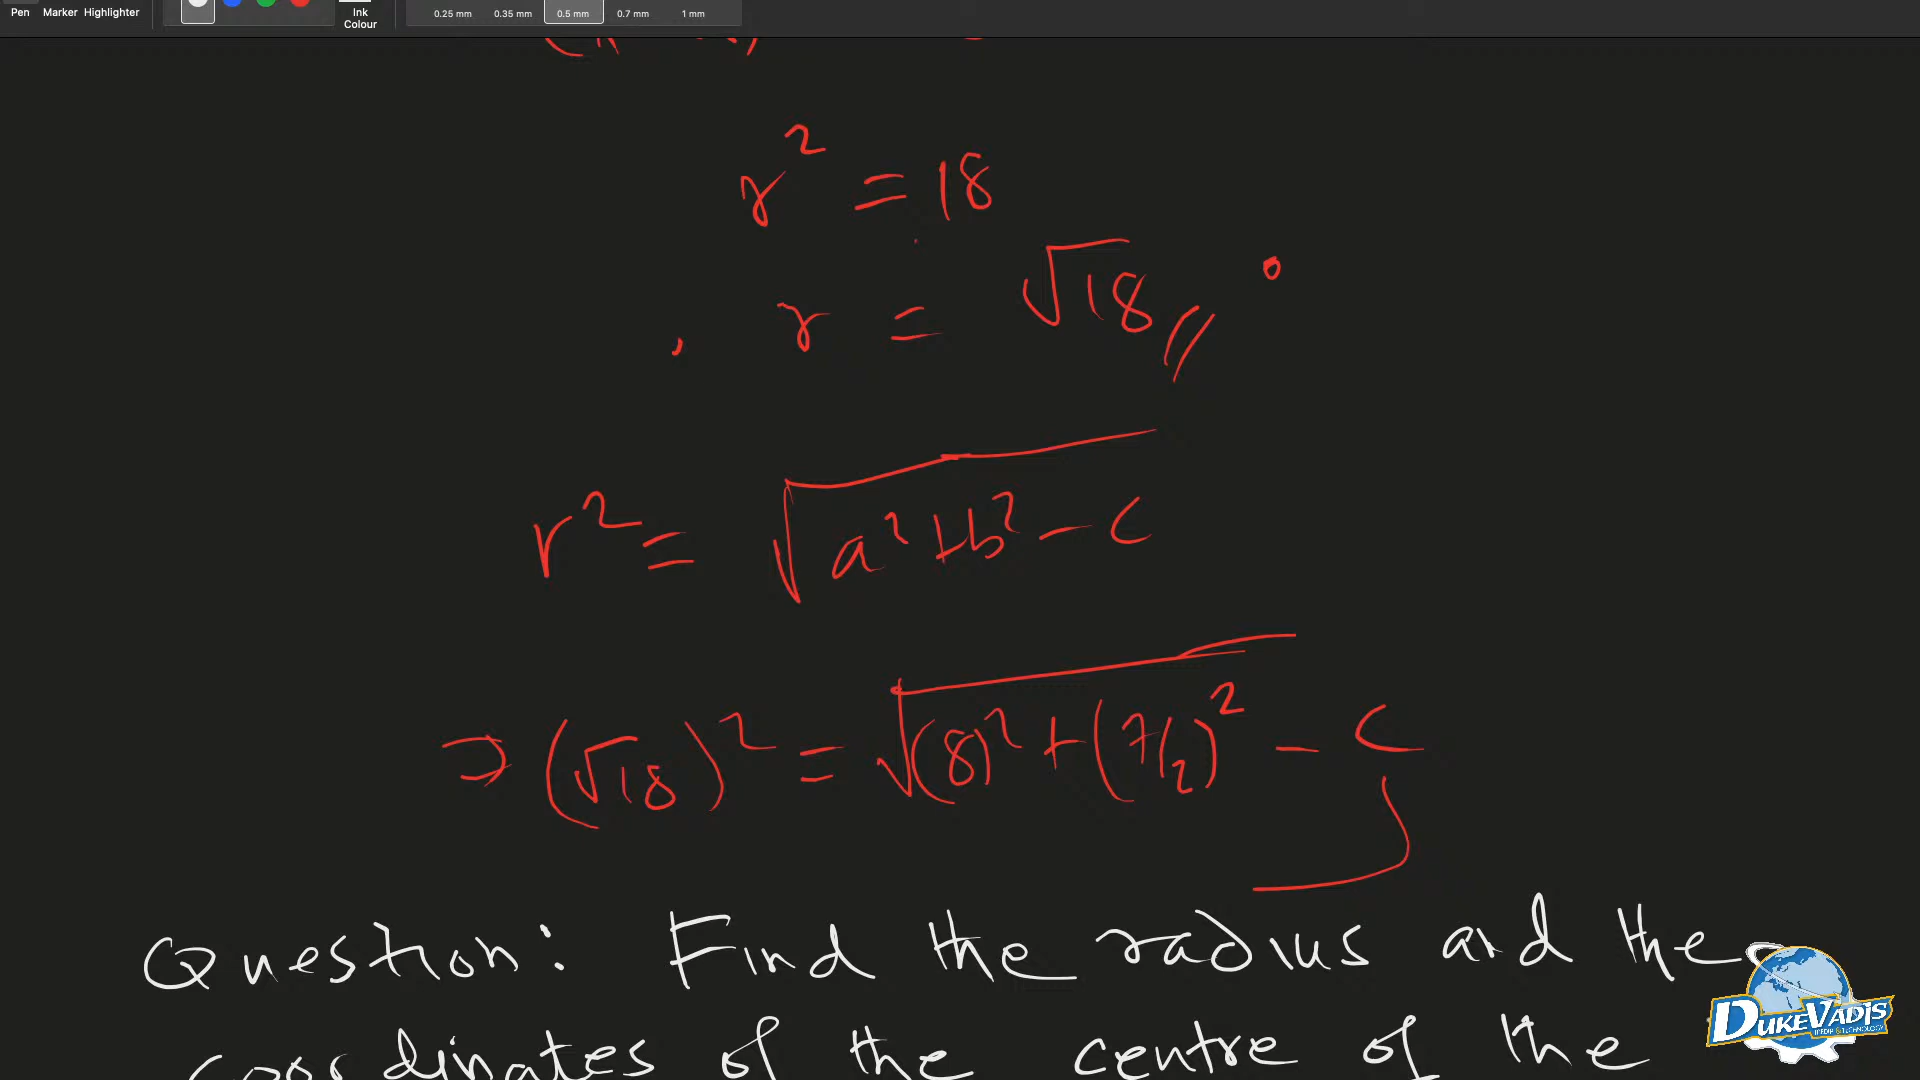 Pen Marker Highlighter Ink Colour 0.25 mm 0.35 mm 0.5 mm 0.7 mm 1 mm
r² = 18
r = √18
r² = √a²+b² - c
⇒ (√18)² = √(8)² + (7/2)² - c
Question: Find the radius and the
coordinates of the centre of the
DUKEVADIS
MEDIA & TECHNOLOGY